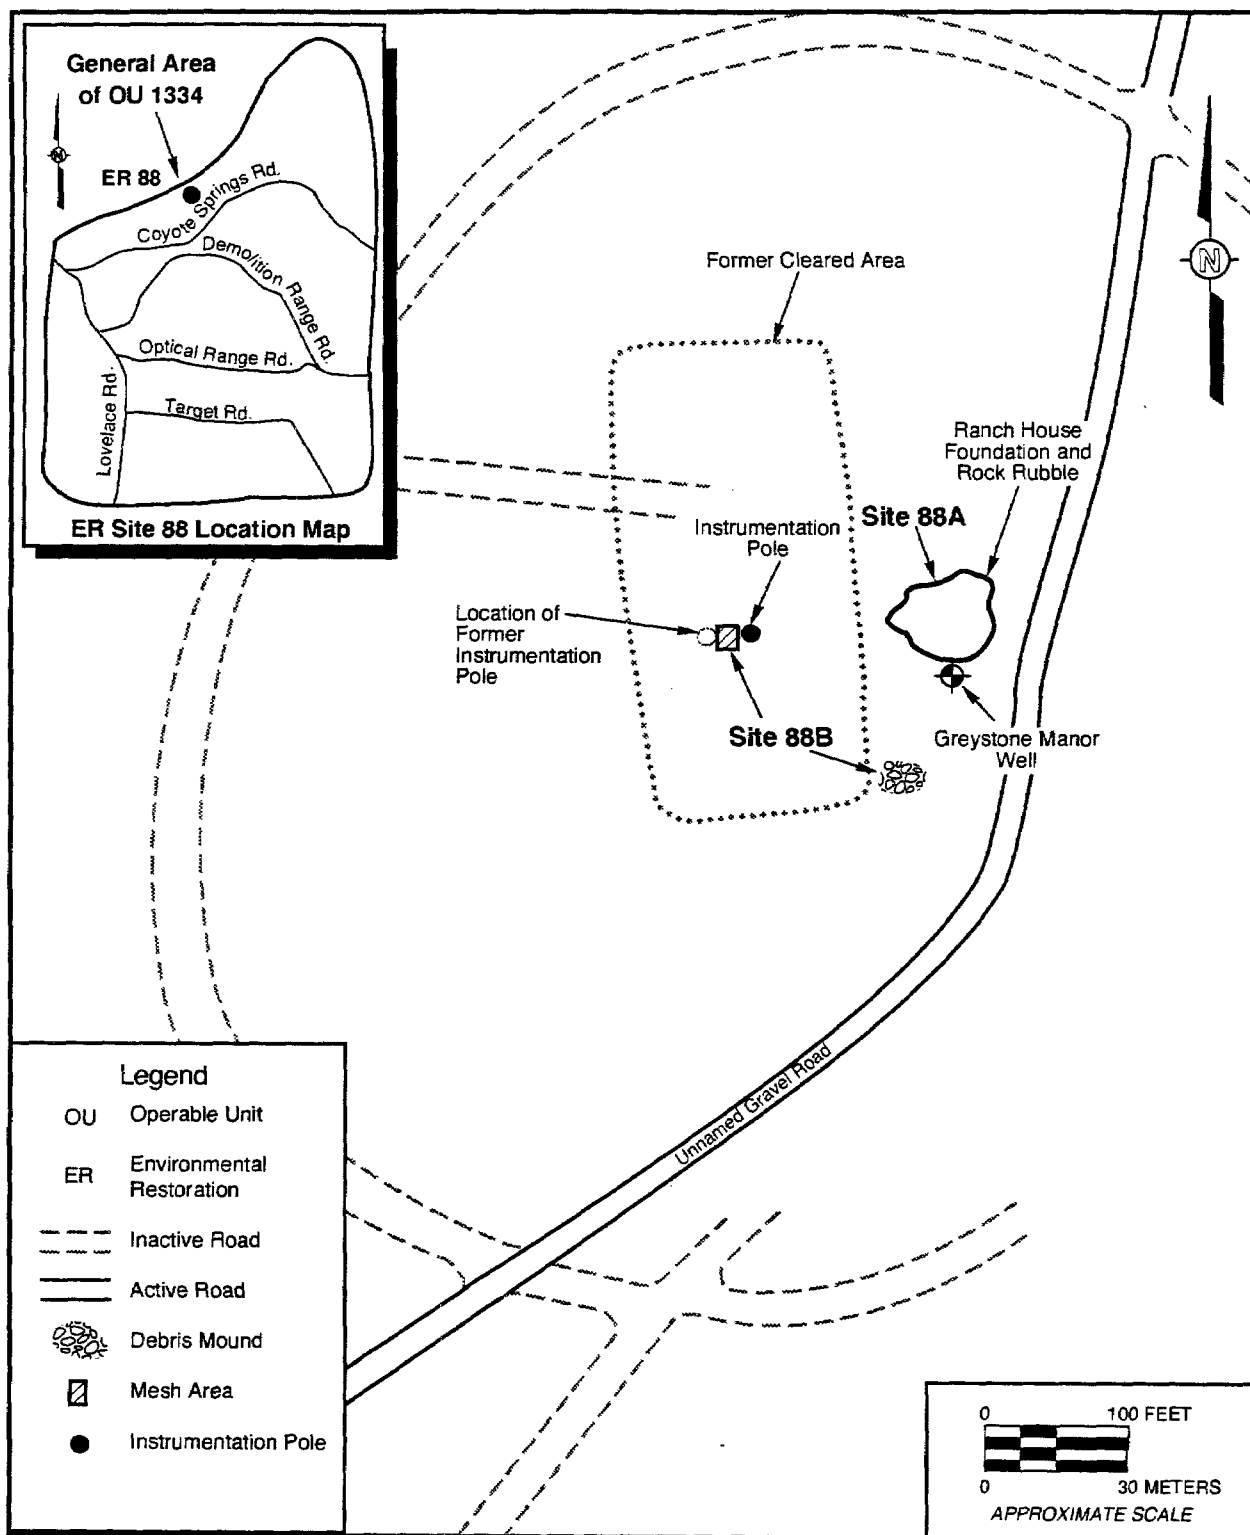 General Area
of OU 1334
N
ER 88
Coyote Springs Rd.
Demolition Range Rd.
Optical Range Rd.
Lovelace Rd.
Target Rd.
ER Site 88 Location Map
N
Former Cleared Area
Ranch House
Foundation and
Rock Rubble
Site 88A
Instrumentation
Pole
Location of
Former
Instrumentation
Pole
Site 88B
Greystone Manor
Well
Unnamed Gravel Road
Legend
OU Operable Unit
ER Environmental
Restoration
Inactive Road
Active Road
Debris Mound
Mesh Area
Instrumentation Pole
0 100 FEET
0 30 METERS
APPROXIMATE SCALE